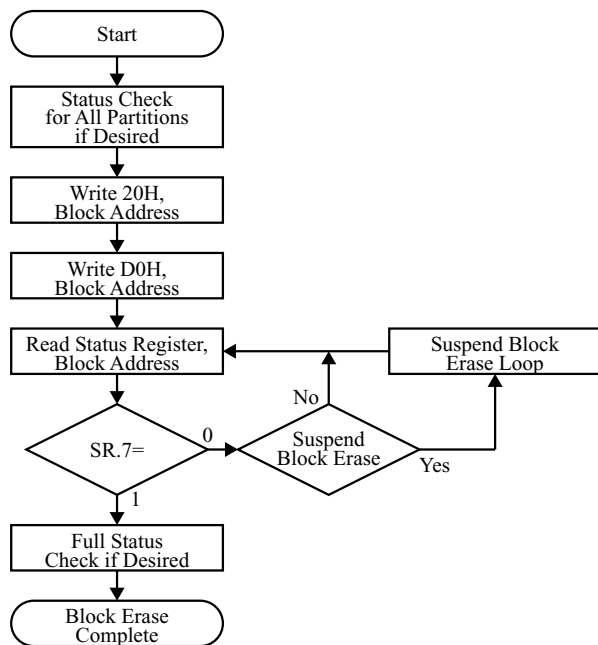 Start
Status Check
for All Partitions
if Desired
Write 20H,
Block Address
Write D0H,
Block Address
Read Status Register,
Block Address
Suspend Block
Erase Loop
No
SR.7=
0
Suspend
Block Erase
Yes
1
Full Status
Check if Desired
Block Erase
Complete